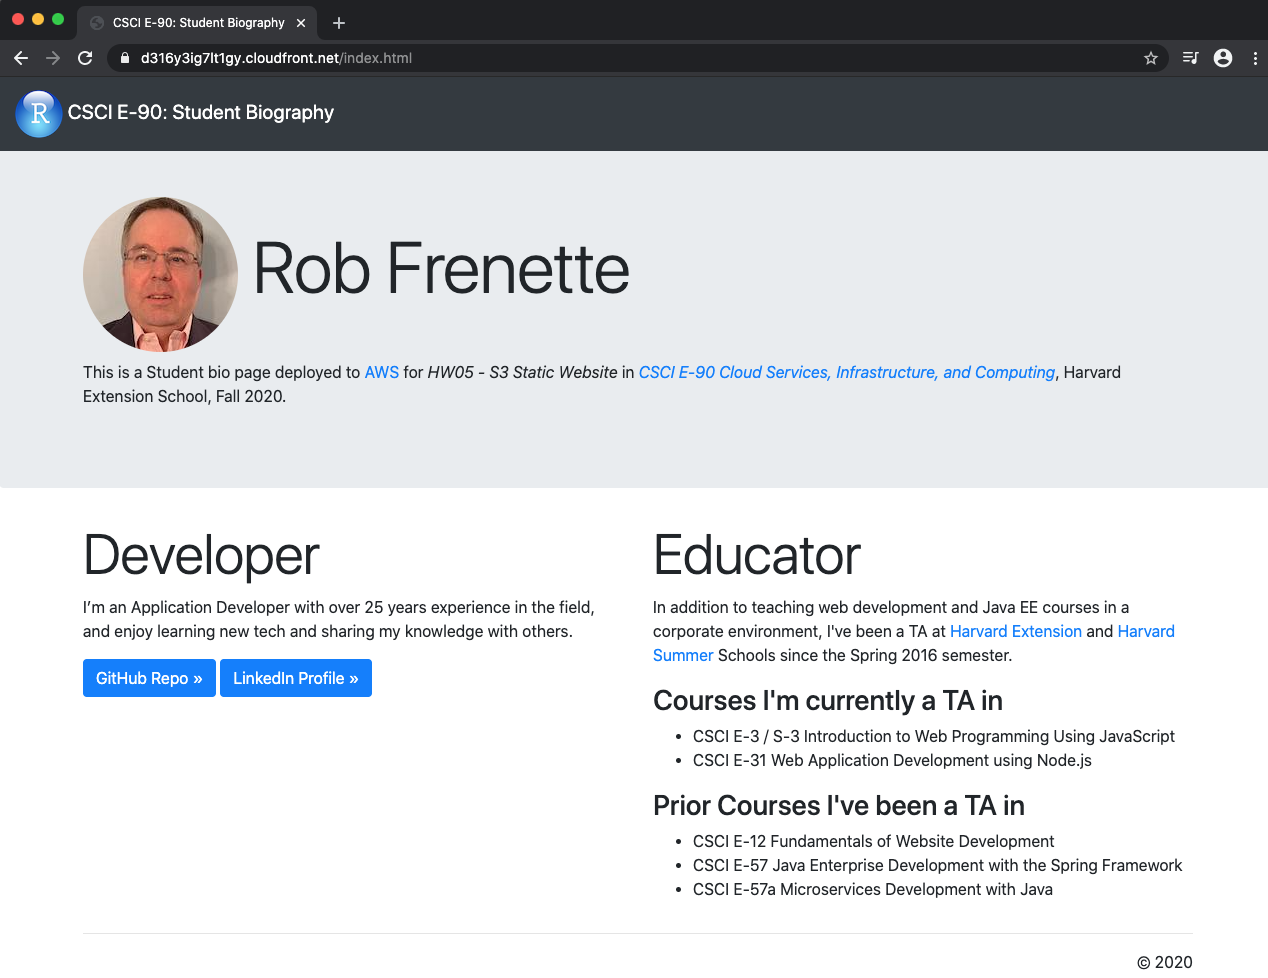 CSCI E-90: Student Biography
d316y3ig7lt1gy.cloudfront.net/index.html
R CSCI E-90: Student Biography
Rob Frenette
This is a Student bio page deployed to AWS for HW05 - S3 Static Website in CSCI E-90 Cloud Services, Infrastructure, and Computing, Harvard
Extension School, Fall 2020.
Developer
I’m an Application Developer with over 25 years experience in the field,
and enjoy learning new tech and sharing my knowledge with others.
GitHub Repo »
LinkedIn Profile »
Educator
In addition to teaching web development and Java EE courses in a
corporate environment, I've been a TA at Harvard Extension and Harvard
Summer Schools since the Spring 2016 semester.
Courses I'm currently a TA in
• CSCI E-3 / S-3 Introduction to Web Programming Using JavaScript
• CSCI E-31 Web Application Development using Node.js
Prior Courses I've been a TA in
• CSCI E-12 Fundamentals of Website Development
• CSCI E-57 Java Enterprise Development with the Spring Framework
• CSCI E-57a Microservices Development with Java
© 2020